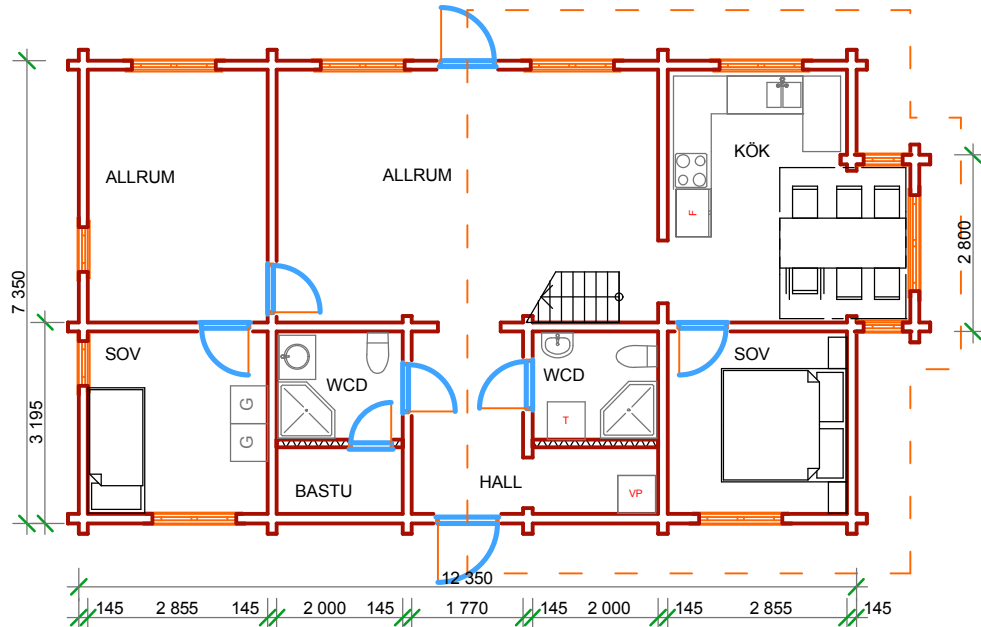 KÖK
ALLRUM
ALLRUM
F
2 800
7 350
SOV
WCD
WCD
SOV
G
G
T
3 195
BASTU
HALL
VP
12 350
145 2 855 145 2 000 145 1 770 145 2 000 145 2 855 145